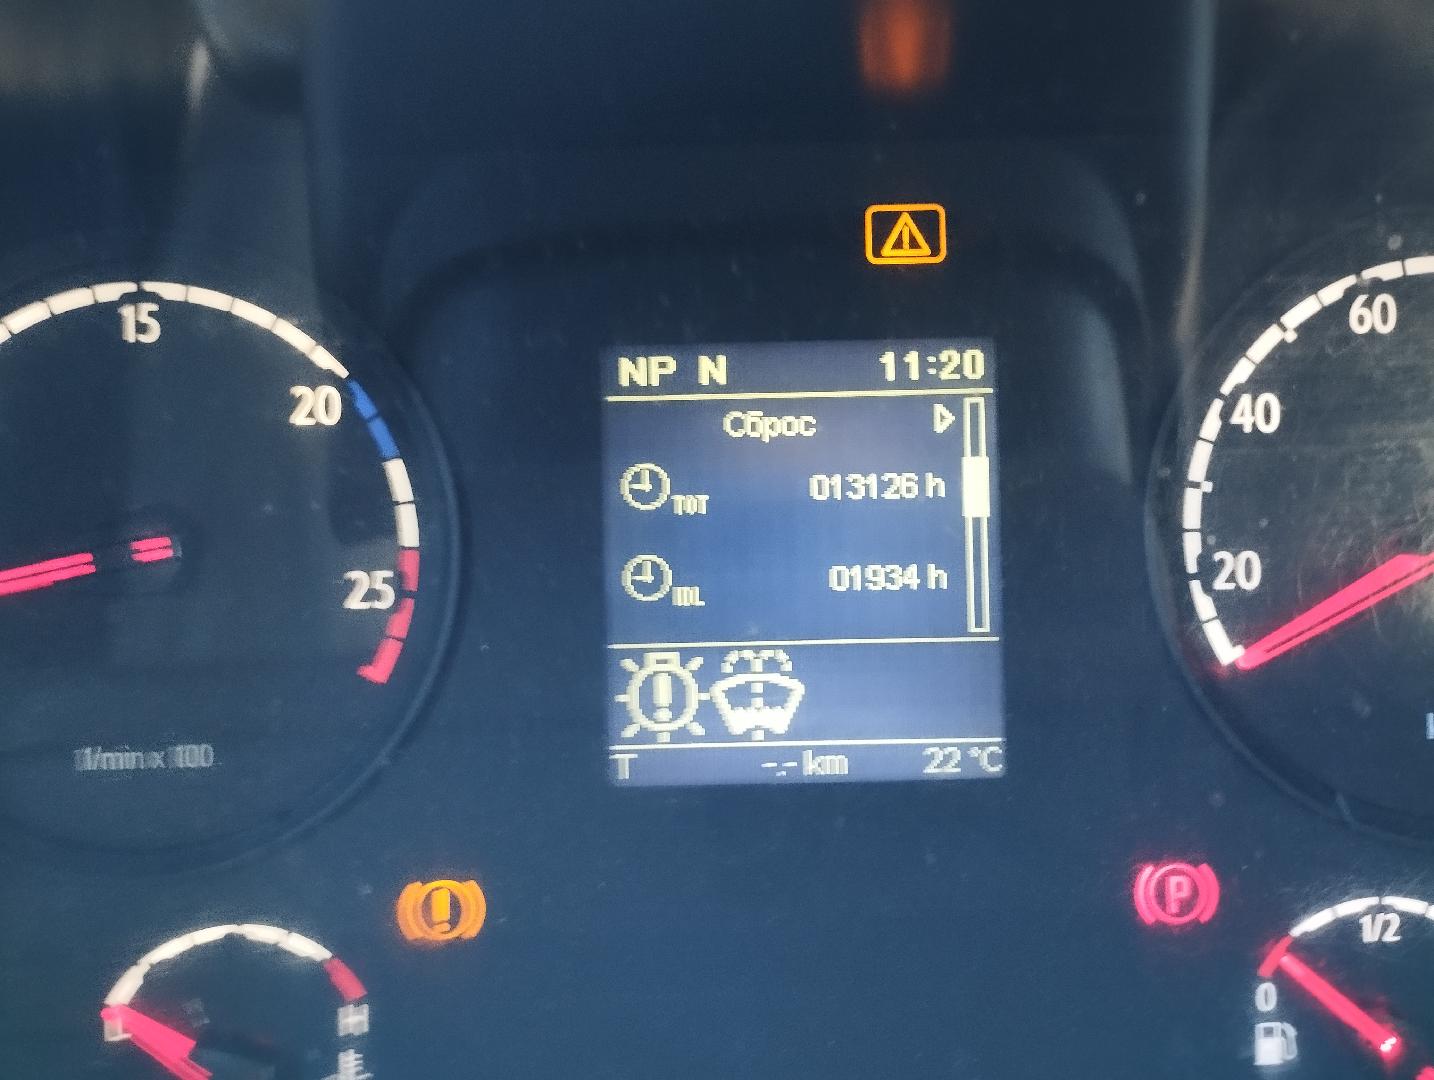 15
20
25
1/min x 100
60
40
20
NP N 11:20
Сброс
TOT 013126 h
IDL 01934 h
T -.- km 22 °C
P
H
1/2
0